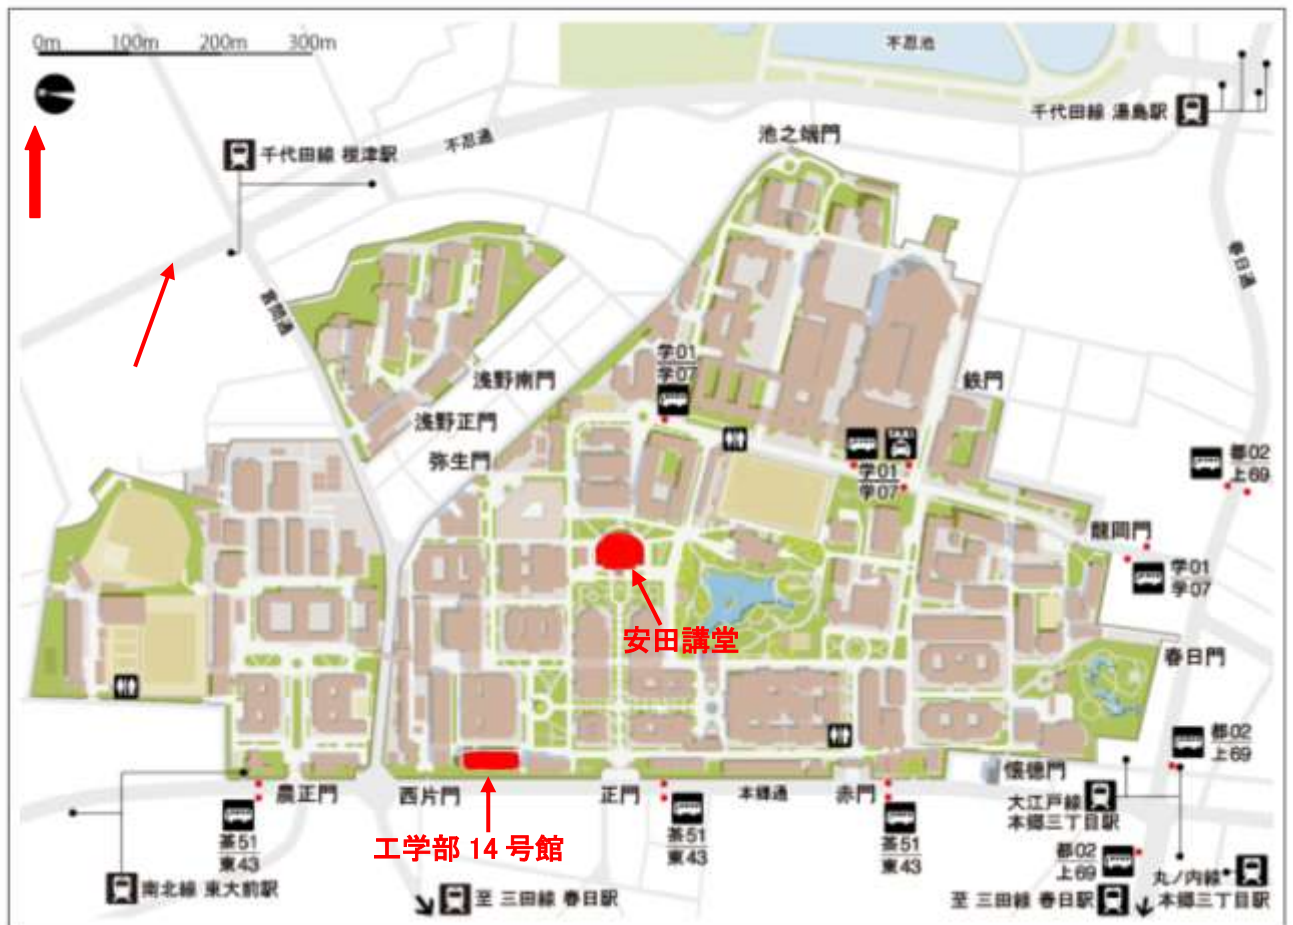 0m 100m 200m 300m
不忍池
千代田線 湯島駅
池之端門
千代田線 根津駅
不忍通
春日通
言問通
学01
学07
浅野南門
鉄門
浅野正門
弥生門
TAXI
学01
学07
都02
上69
龍岡門
学01
学07
安田講堂
春日門
都02
上69
懐徳門
農正門
西片門
正門
本郷通
赤門
大江戸線
本郷三丁目駅
茶51
東43
茶51
東43
茶51
東43
工学部 14 号館
都02
上69
丸ノ内線
本郷三丁目駅
南北線 東大前駅
至 三田線 春日駅
至 三田線 春日駅